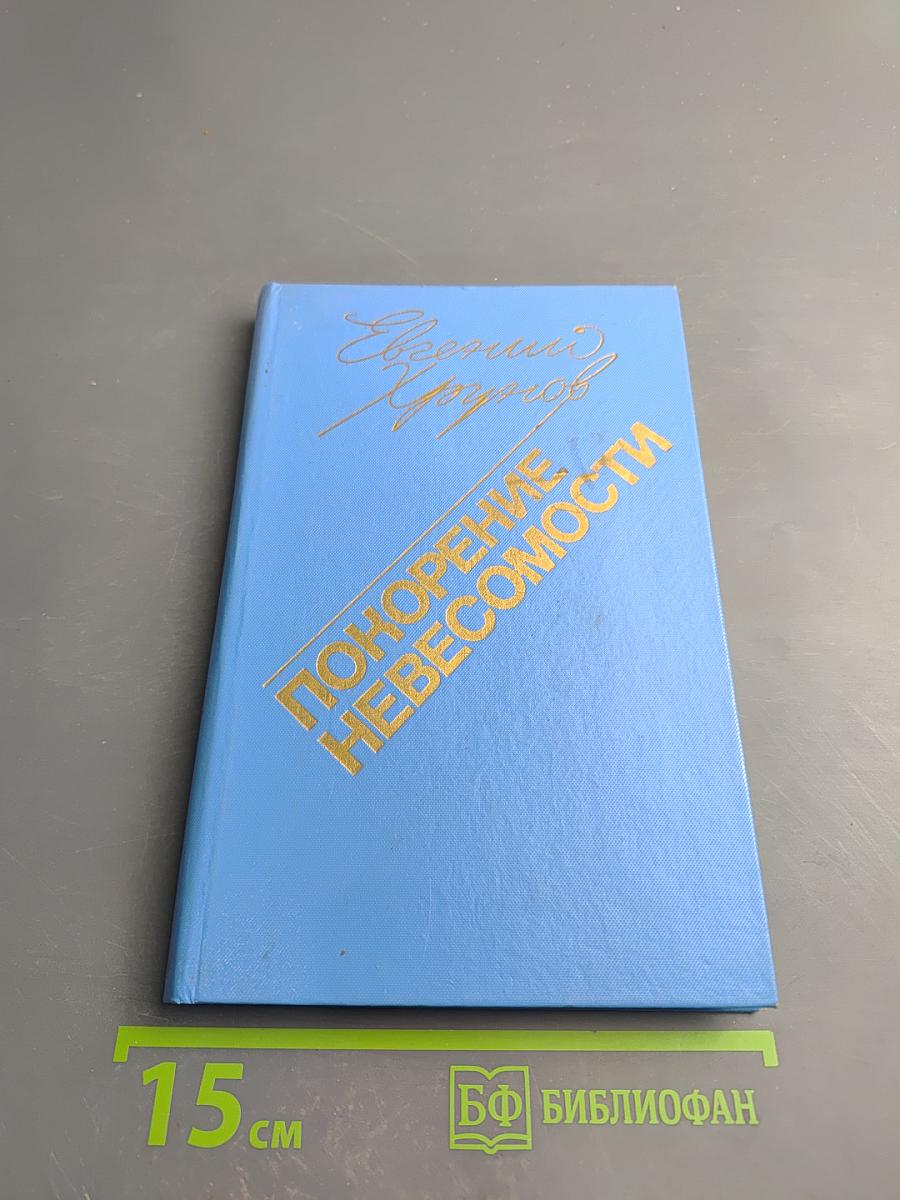 Евгений
Хрунов
ПОКОРЕНИЕ
НЕВЕСОМОСТИ
15 см
БФ БИБЛИОФАН